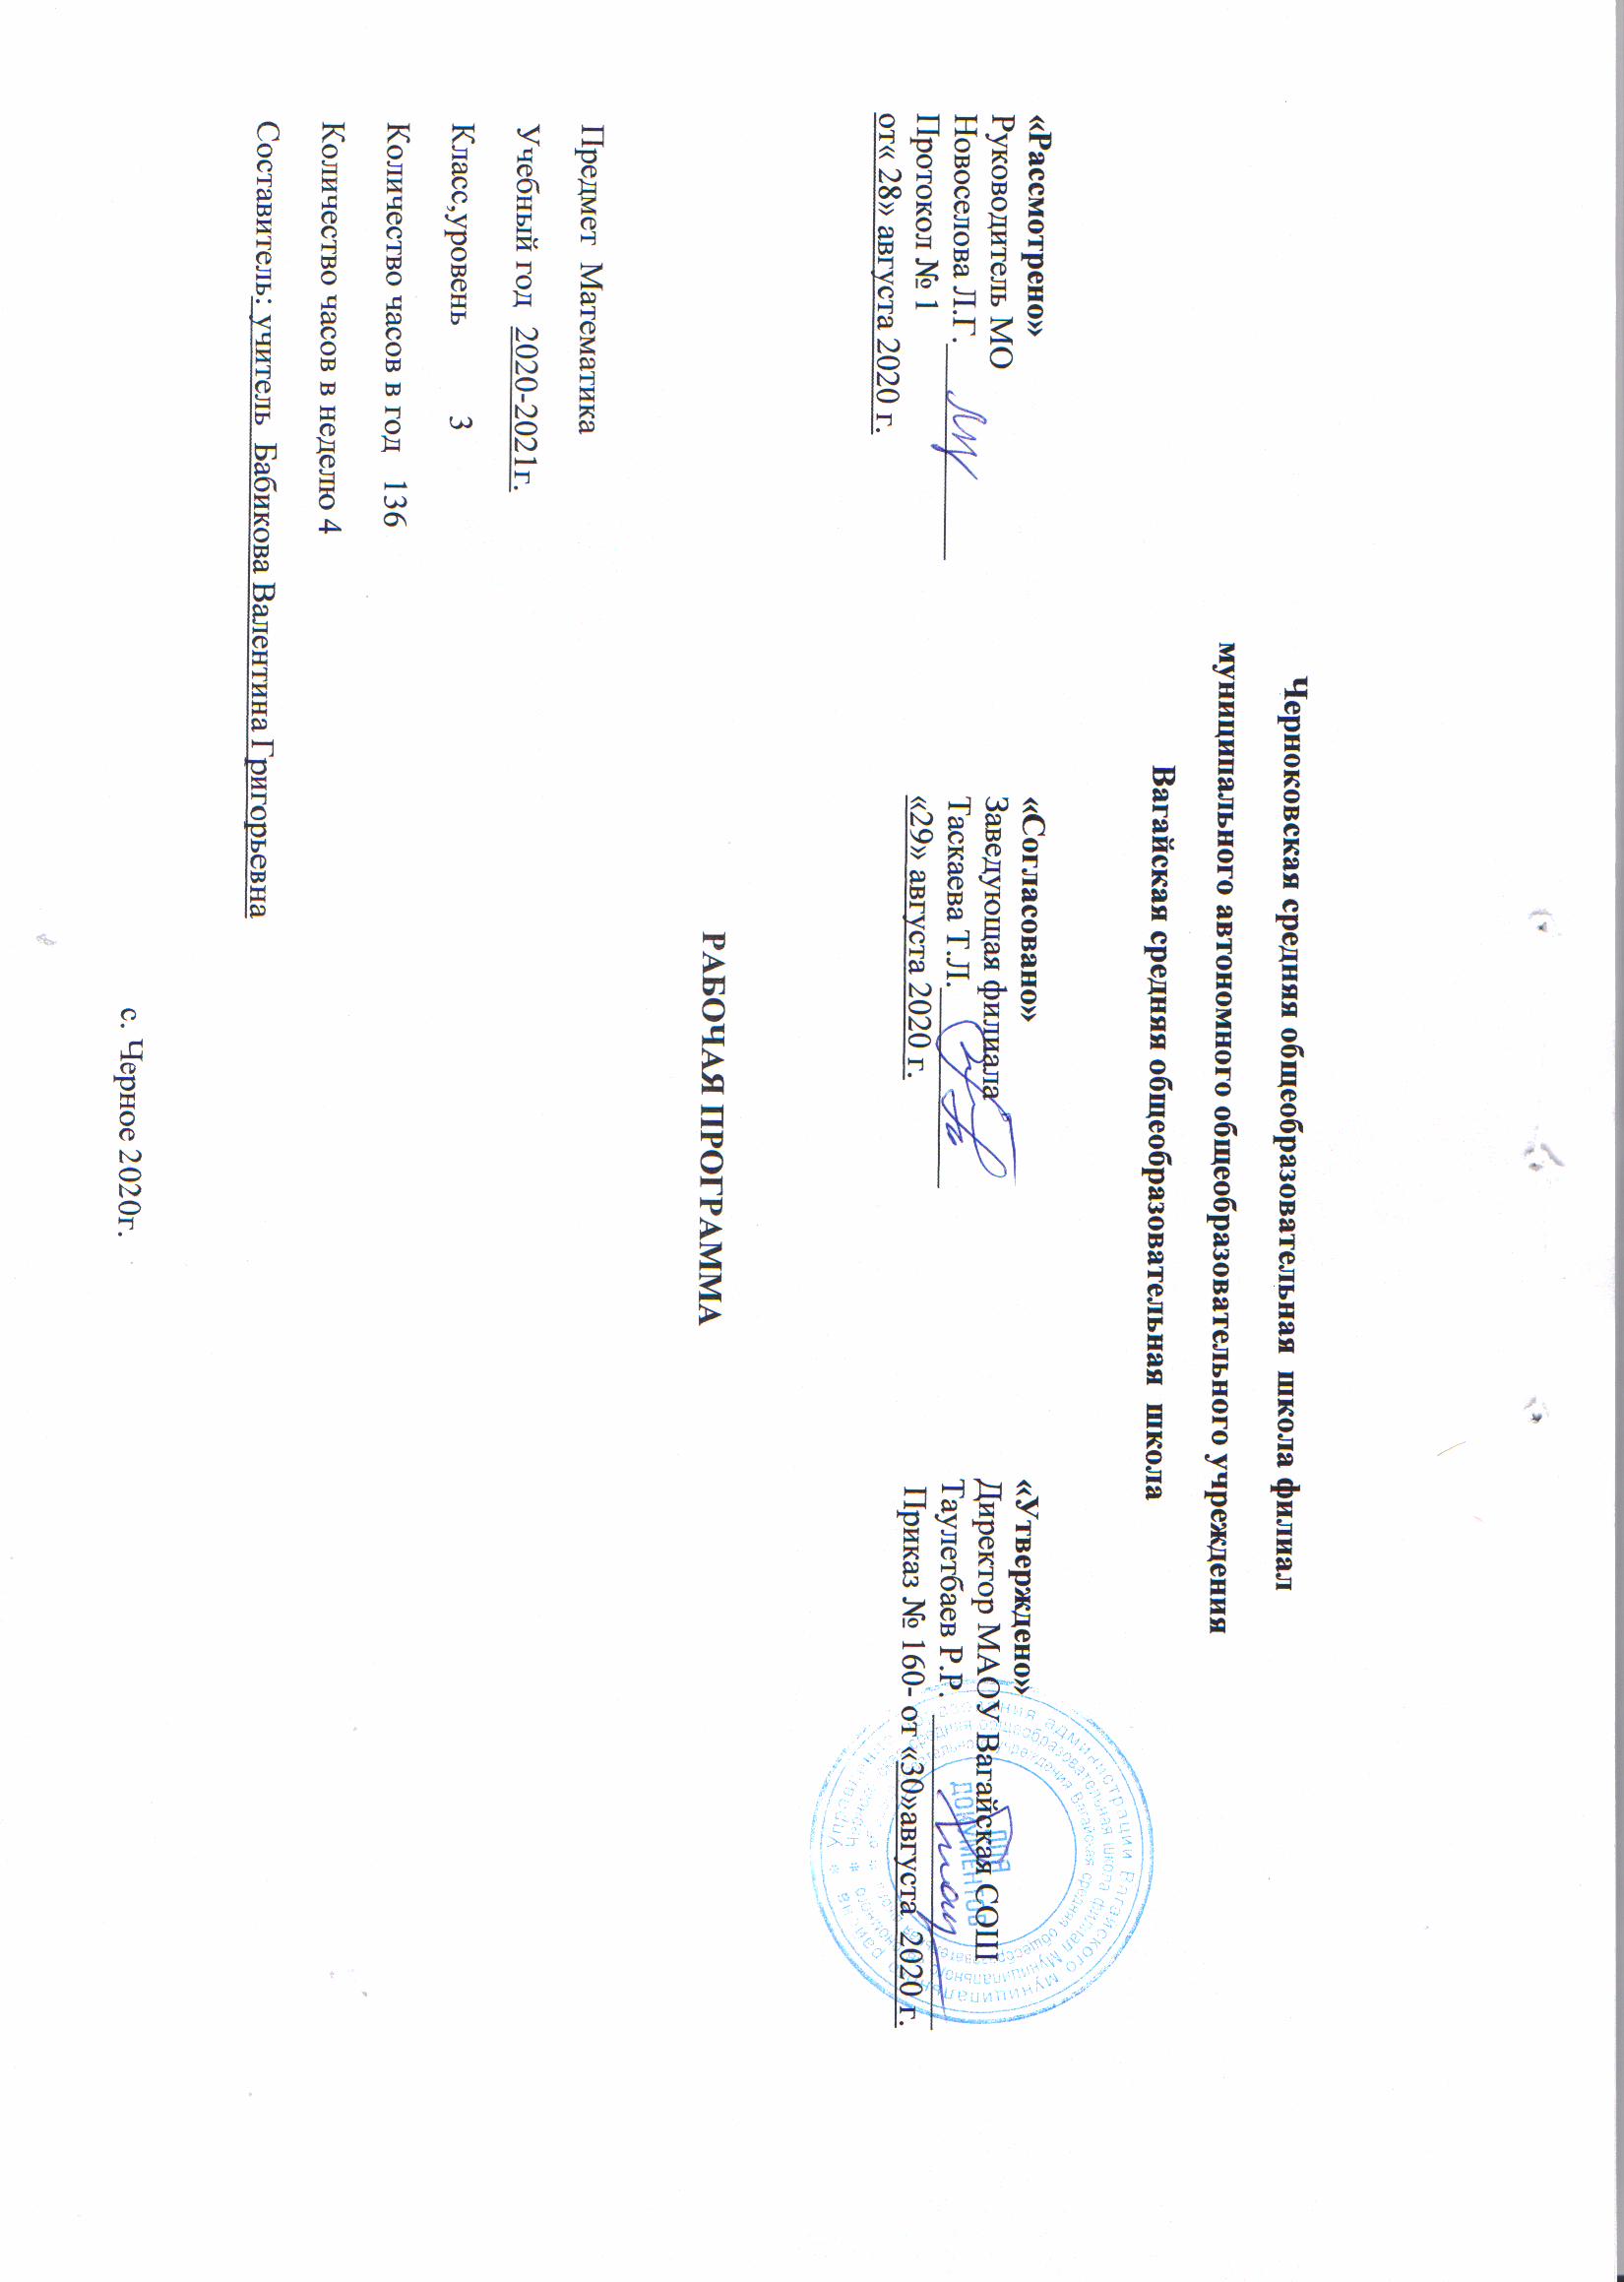 Черноковская средняя общеобразовательная школа филиал
муниципального автономного общеобразовательного учреждения
Вагайская средняя общеобразовательная школа
«Рассмотрено»
Руководитель МО
Новоселова Л.Г.
Протокол № 1
от« 28» августа 2020 г.
«Согласовано»
Заведующая филиала
Таскаева Т.Л.
«29» августа 2020 г.
«Утверждено»
Директор МАОУ Вагайская СОШ
Таулетбаев Р.Р.
Приказ № 160- от «30»августа 2020 г.
ДЛЯ
ДОКУМЕНТОВ
РАБОЧАЯ ПРОГРАММА
Предмет Математика
Учебный год 2020-2021г.
Класс,уровень 3
Количество часов в год 136
Количество часов в неделю 4
Составитель: учитель Бабикова Валентина Григорьевна
с. Черное 2020г.